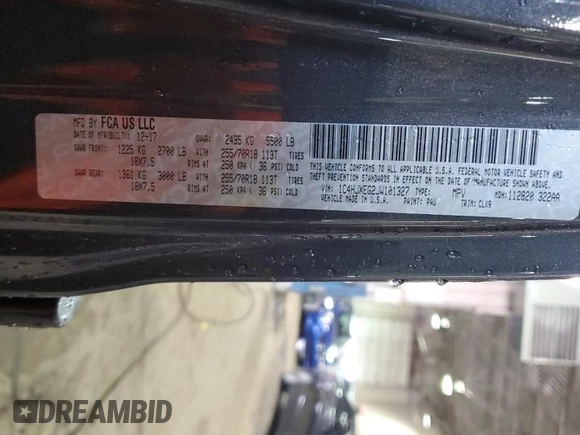 MFD BY FCA US LLC
DATE OF MFR(BUILT): 12-17 GVWR: 2495 KG 5500 LB
GAWR FRONT: 1225 KG 2700 LB WITH 255/70R18 113T TIRES
18X7.5 RIMS AT 250 KPA ( 36 PSI) COLD
GAWR REAR: 1361 KG 3000 LB WITH 255/70R18 113T TIRES
18X7.5 RIMS AT 250 KPA ( 36 PSI) COLD
THIS VEHICLE CONFORMS TO ALL APPLICABLE U.S.A. FEDERAL MOTOR VEHICLE SAFETY AND
BUMPER STANDARDS IN EFFECT ON THE DATE OF MANUFACTURE SHOWN ABOVE.
VIN: 1C4HJXEG2JW101327 TYPE: MPV MDH: 112820 322AA
VEHICLE MADE IN U.S.A. PAINT: PAU TRIM: CLX9
DREAMBID